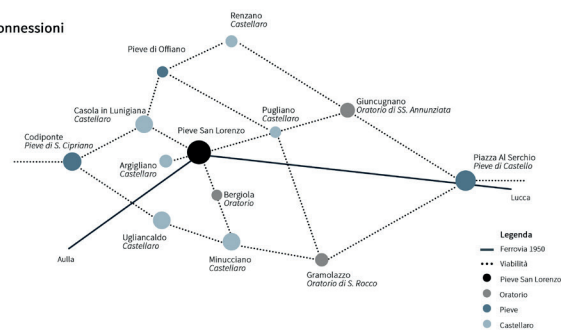 onnessioni
Renzano
Castellaro
Pieve di Offiano
Casola in Lunigiana
Castellaro
Pugliano
Castellaro
Giuncugnano
Oratorio di SS. Annunziata
Codiponte
Pieve di S. Cipriano
Pieve San Lorenzo
Argigliano
Castellaro
Piazza Al Serchio
Pieve di Castello
Bergiola
Oratorio
Lucca
Ugliancaldo
Castellaro
Minucciano
Castellaro
Aulla
Gramolazzo
Oratorio di S. Rocco
Legenda
Ferrovia 1950
Viabilità
Pieve San Lorenzo
Oratorio
Pieve
Castellaro